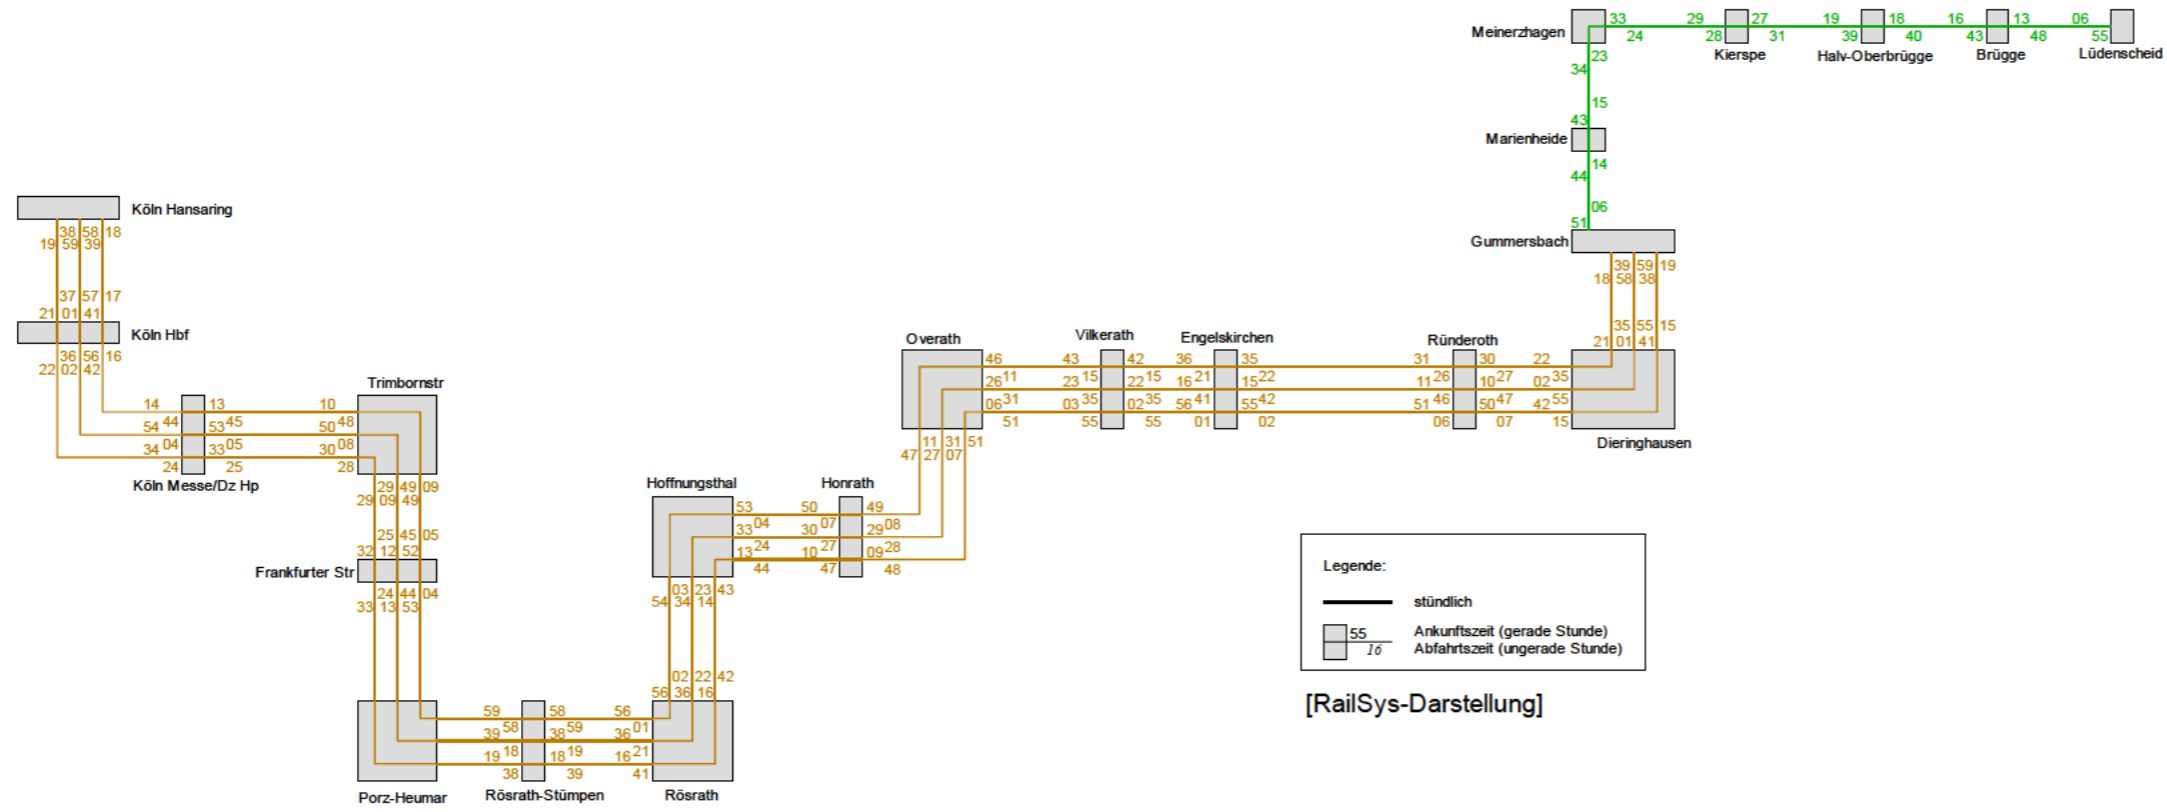 33 29 27 19 18 16 13 06
Meinerzhagen
24 28 31 39 40 43 48 55
Kierspe Halv-Oberbrügge Brügge Lüdenscheid
23
34
15
43
Marienheide
14
44
06
51
Gummersbach
39 59 19
18 58 38
35 55 15
21 01 41
Köln Hansaring
38 58 18
19 59 39
37 57 17
21 01 41
Köln Hbf
36 56 16
22 02 42
Trimbornstr
14 13 10
44 45 48
54 53 50
04 05 08
34 33 30
24 25 28
Köln Messe/Dz Hp
29 49 09
29 09 49
25 45 05
32 12 52
Frankfurter Str
24 44 04
33 13 53
59 58 56
58 59 01
39 38 36
18 19 21
19 18 16
38 39 41
Porz-Heumar Rösrath-Stümpen Rösrath
02 22 42
56 36 16
03 23 43
54 34 14
Hoffnungsthal Honrath
53 50 49
04 07 08
33 30 29
24 27 28
13 10 09
44 47 48
11 31 51
47 27 07
Overath Vilkerath Engelskirchen Ründeroth
46 43 42 36 35 31 30 22
11 15 15 21 22 26 27 35
26 23 22 16 15 11 10 02
31 35 35 41 42 46 47 55
06 03 02 56 55 51 50 42
51 55 55 01 02 06 07 15
Dieringhausen
Legende:
stündlich
55 Ankunftszeit (gerade Stunde)
16 Abfahrtszeit (ungerade Stunde)
[RailSys-Darstellung]